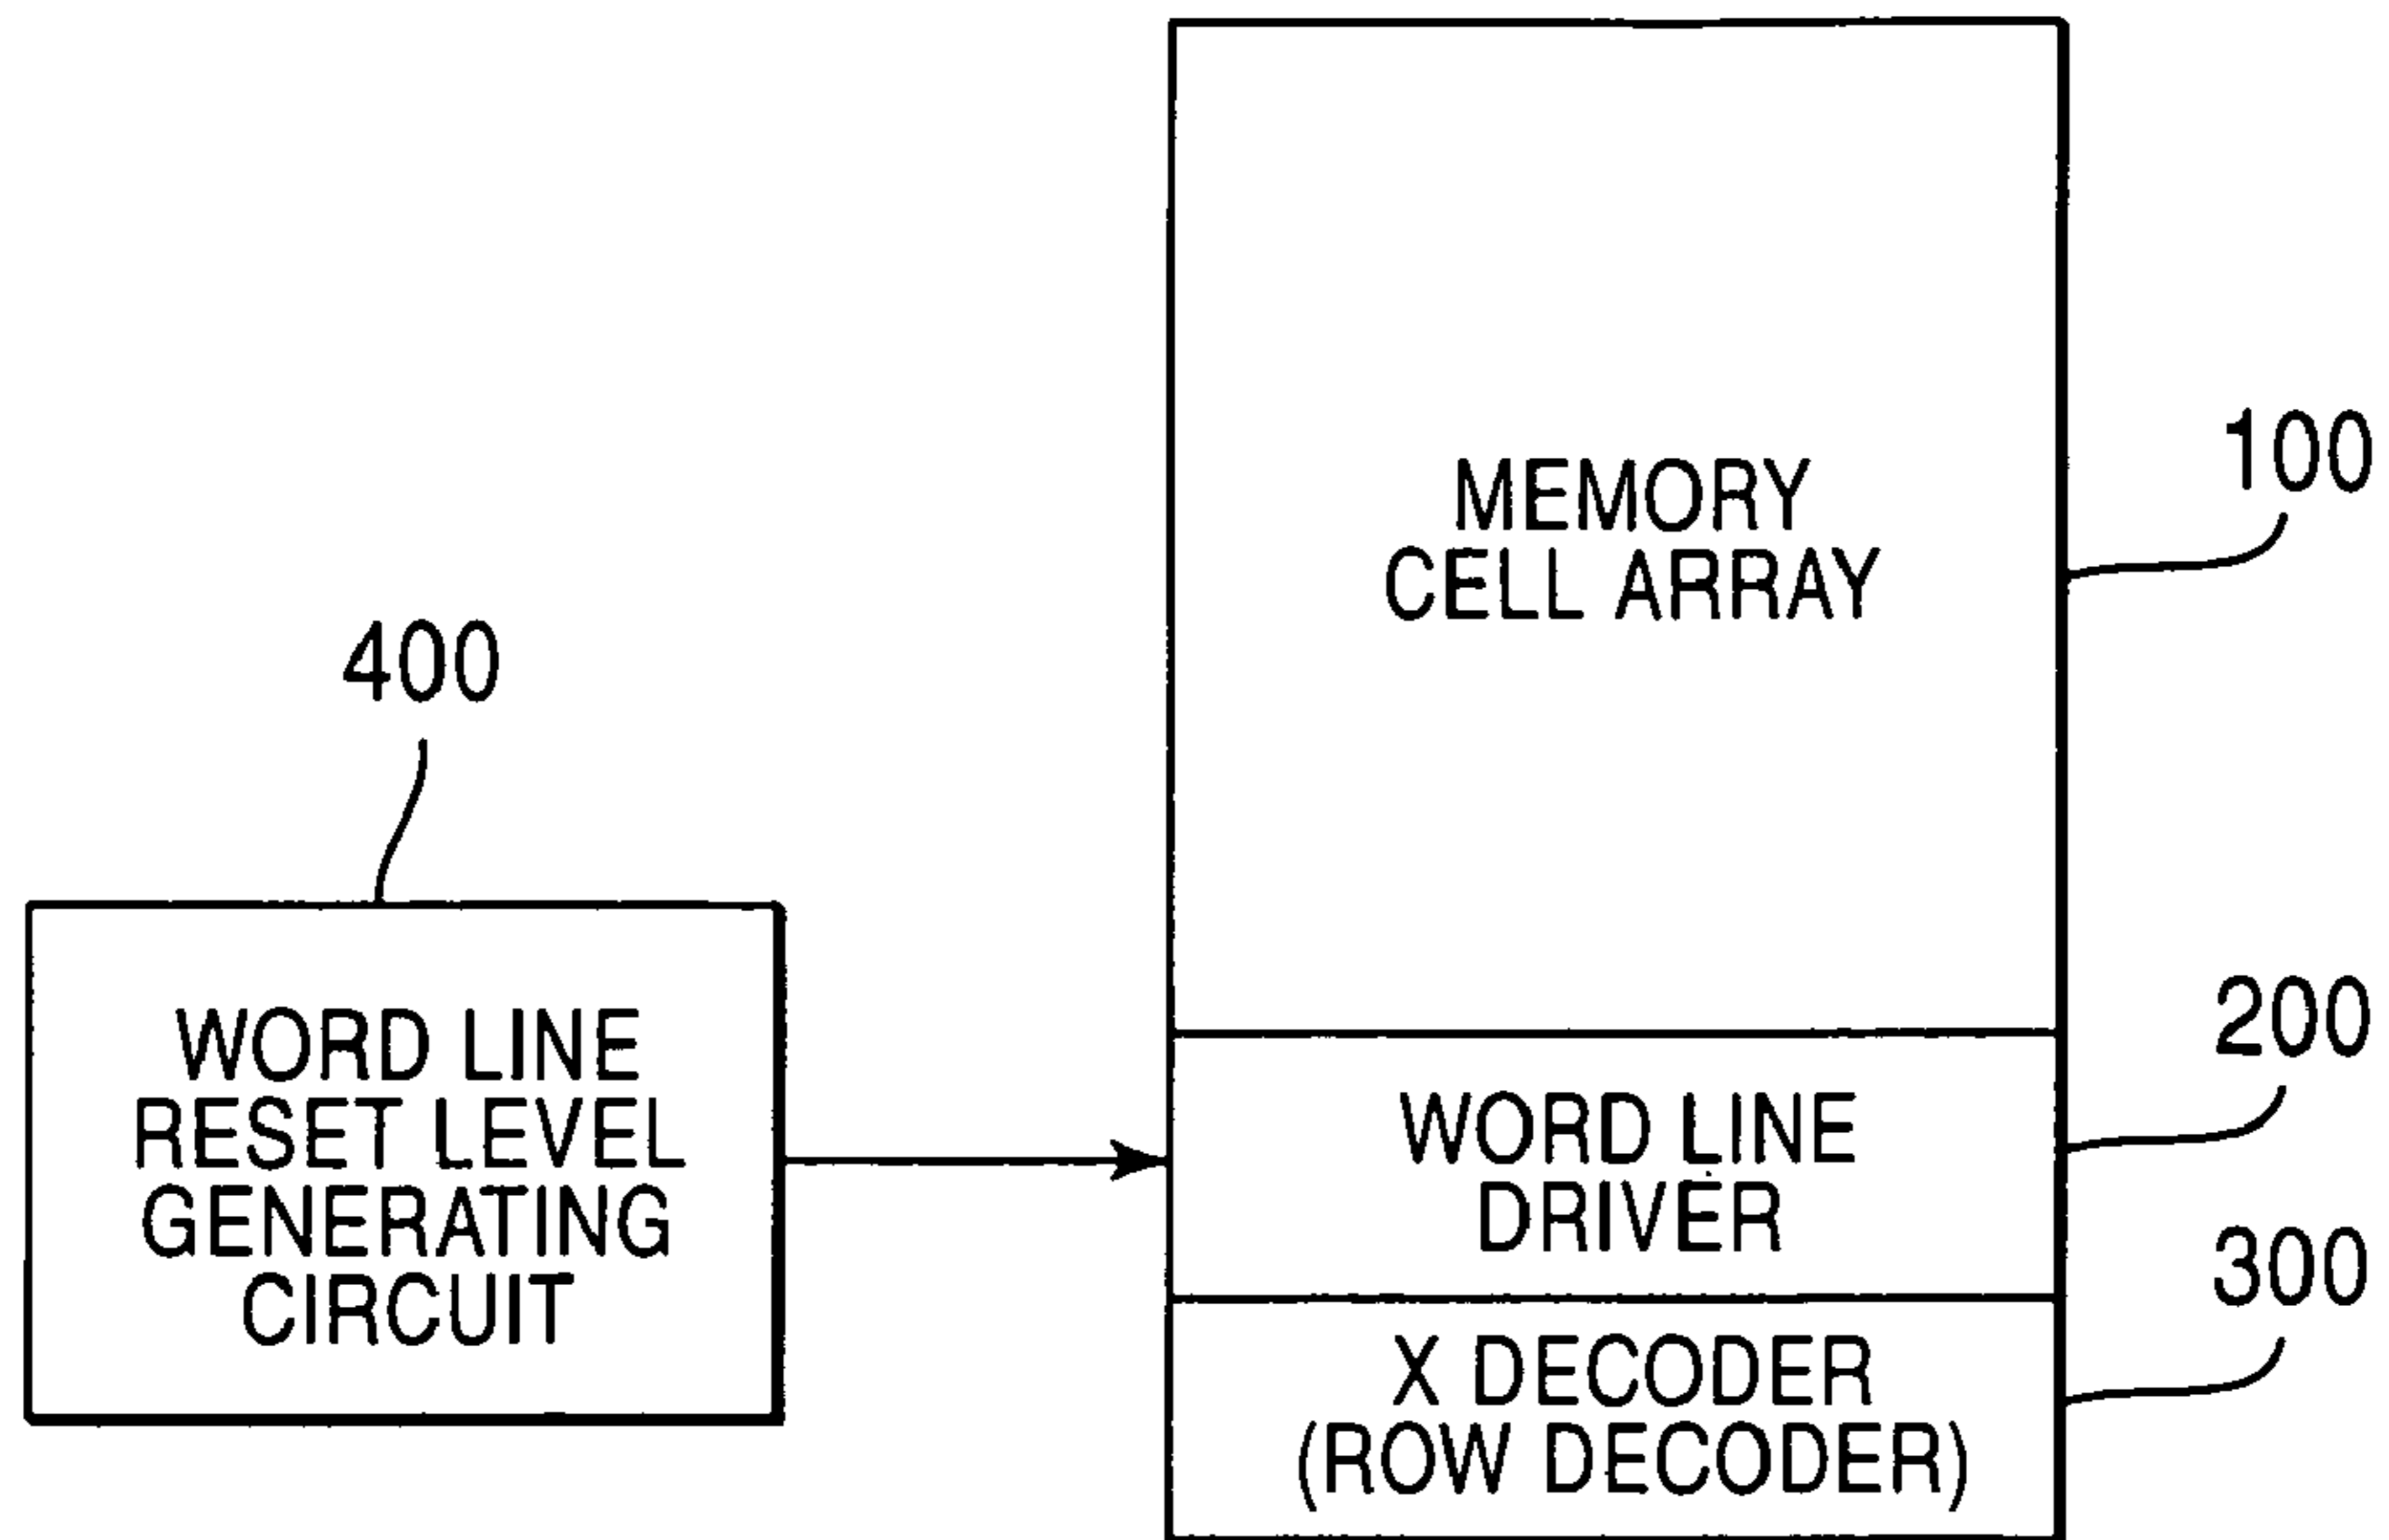 MEMORY
CELL ARRAY
100
400
WORD LINE
RESET LEVEL
GENERATING
CIRCUIT
WORD LINE
DRIVER
200
X DECODER
(ROW DECODER)
300